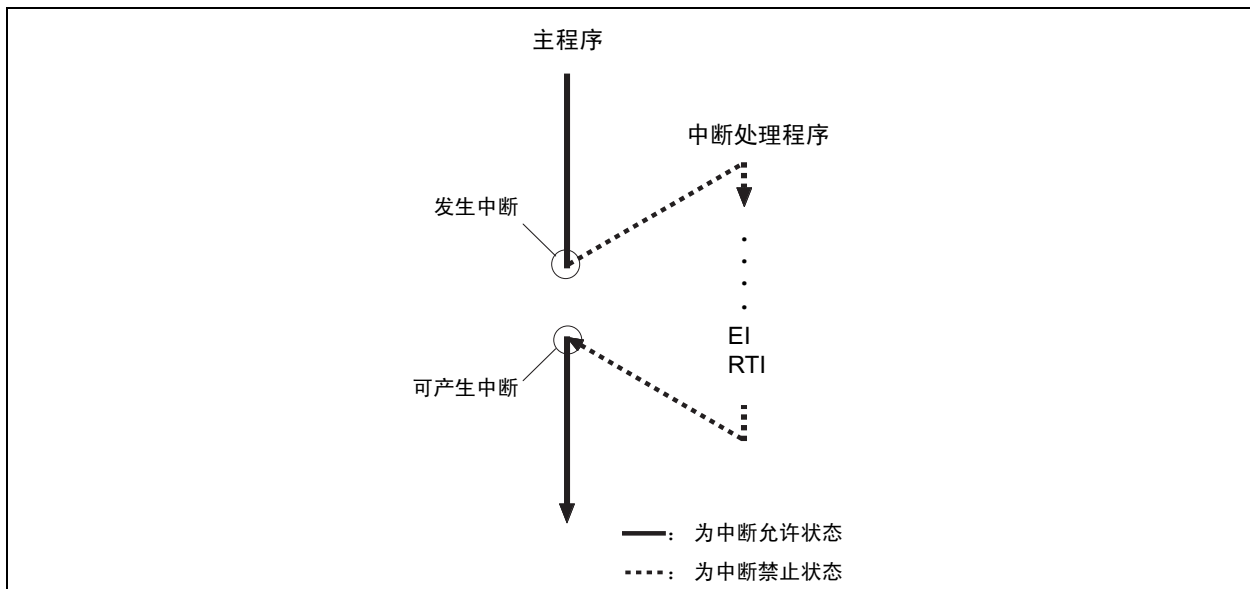 主程序
中断处理程序
发生中断
EI
RTI
可产生中断
： 为中断允许状态
： 为中断禁止状态